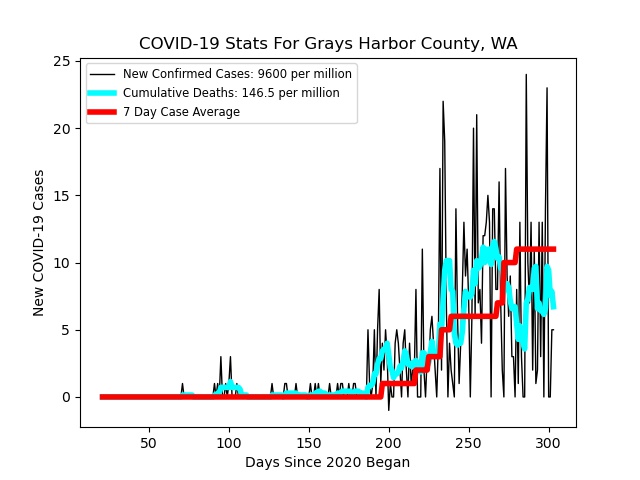 COVID-19 Stats For Grays Harbor County, WA
New Confirmed Cases: 9600 per million
Cumulative Deaths: 146.5 per million
7 Day Case Average
New COVID-19 Cases
25
20
15
10
5
0
50 100 150 200 250 300
Days Since 2020 Began